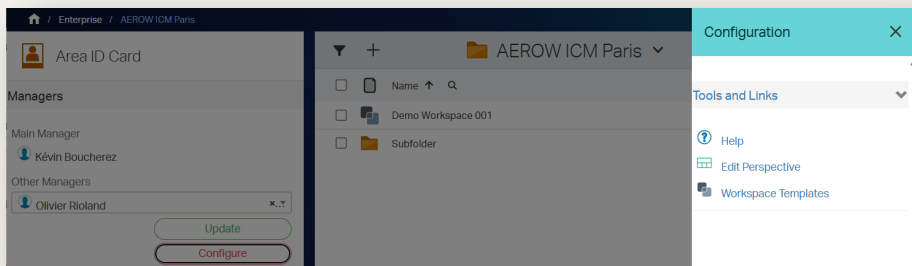 / Enterprise / AEROW ICM Paris
Area ID Card
Managers
Main Manager
Kévin Boucherez
Other Managers
Olivier Rioland
Update
Configure
AEROW ICM Paris
Name
Demo Workspace 001
Subfolder
Configuration
Tools and Links
Help
Edit Perspective
Workspace Templates